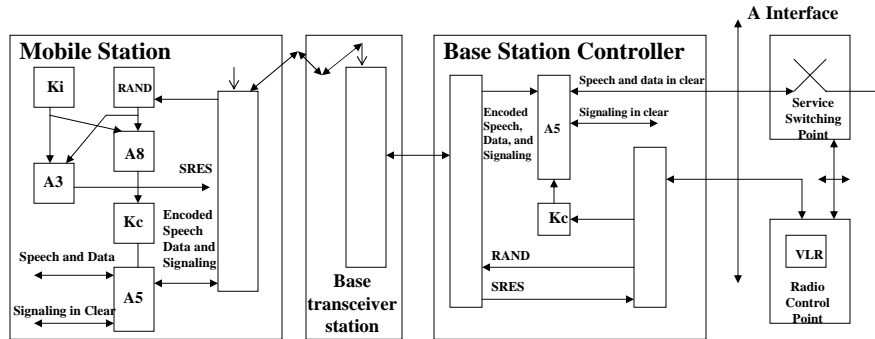 A Interface
Mobile Station
Ki
RAND
A8
A3
SRES
Kc
Encoded
Speech
Data and
Signaling
Speech and Data
A5
Signaling in Clear
Base
transceiver
station
Base Station Controller
Speech and data in clear
Encoded
Speech,
Data, and
Signaling
A5
Signaling in clear
Kc
RAND
SRES
Service
Switching
Point
VLR
Radio
Control
Point